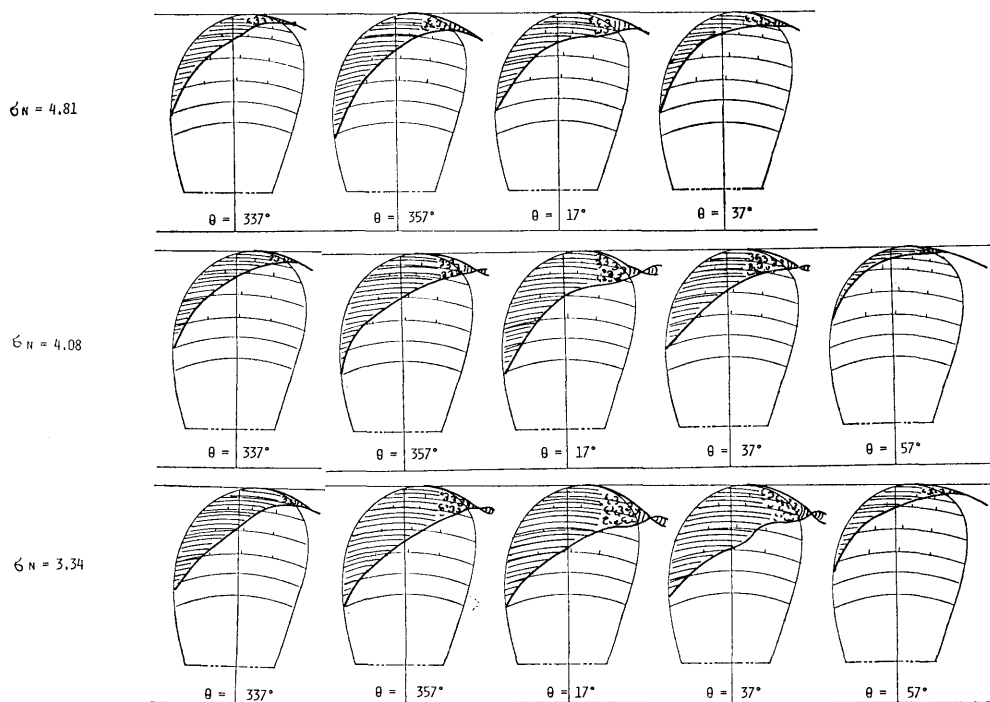 σN = 4.81
θ = 337° θ = 357° θ = 17° θ = 37°
σN = 4.08
θ = 337° θ = 357° θ = 17° θ = 37° θ = 57°
σN = 3.34
θ = 337° θ = 357° θ = 17° θ = 37° θ = 57°